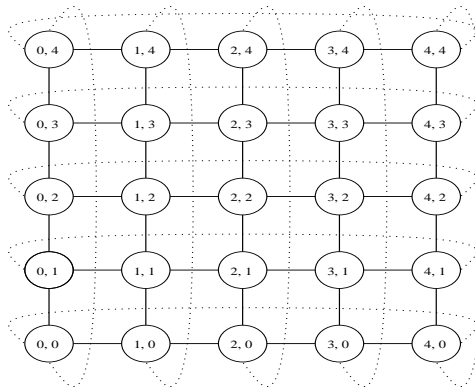 0, 4 1, 4 2, 4 3, 4 4, 4
0, 3 1, 3 2, 3 3, 3 4, 3
0, 2 1, 2 2, 2 3, 2 4, 2
0, 1 1, 1 2, 1 3, 1 4, 1
0, 0 1, 0 2, 0 3, 0 4, 0